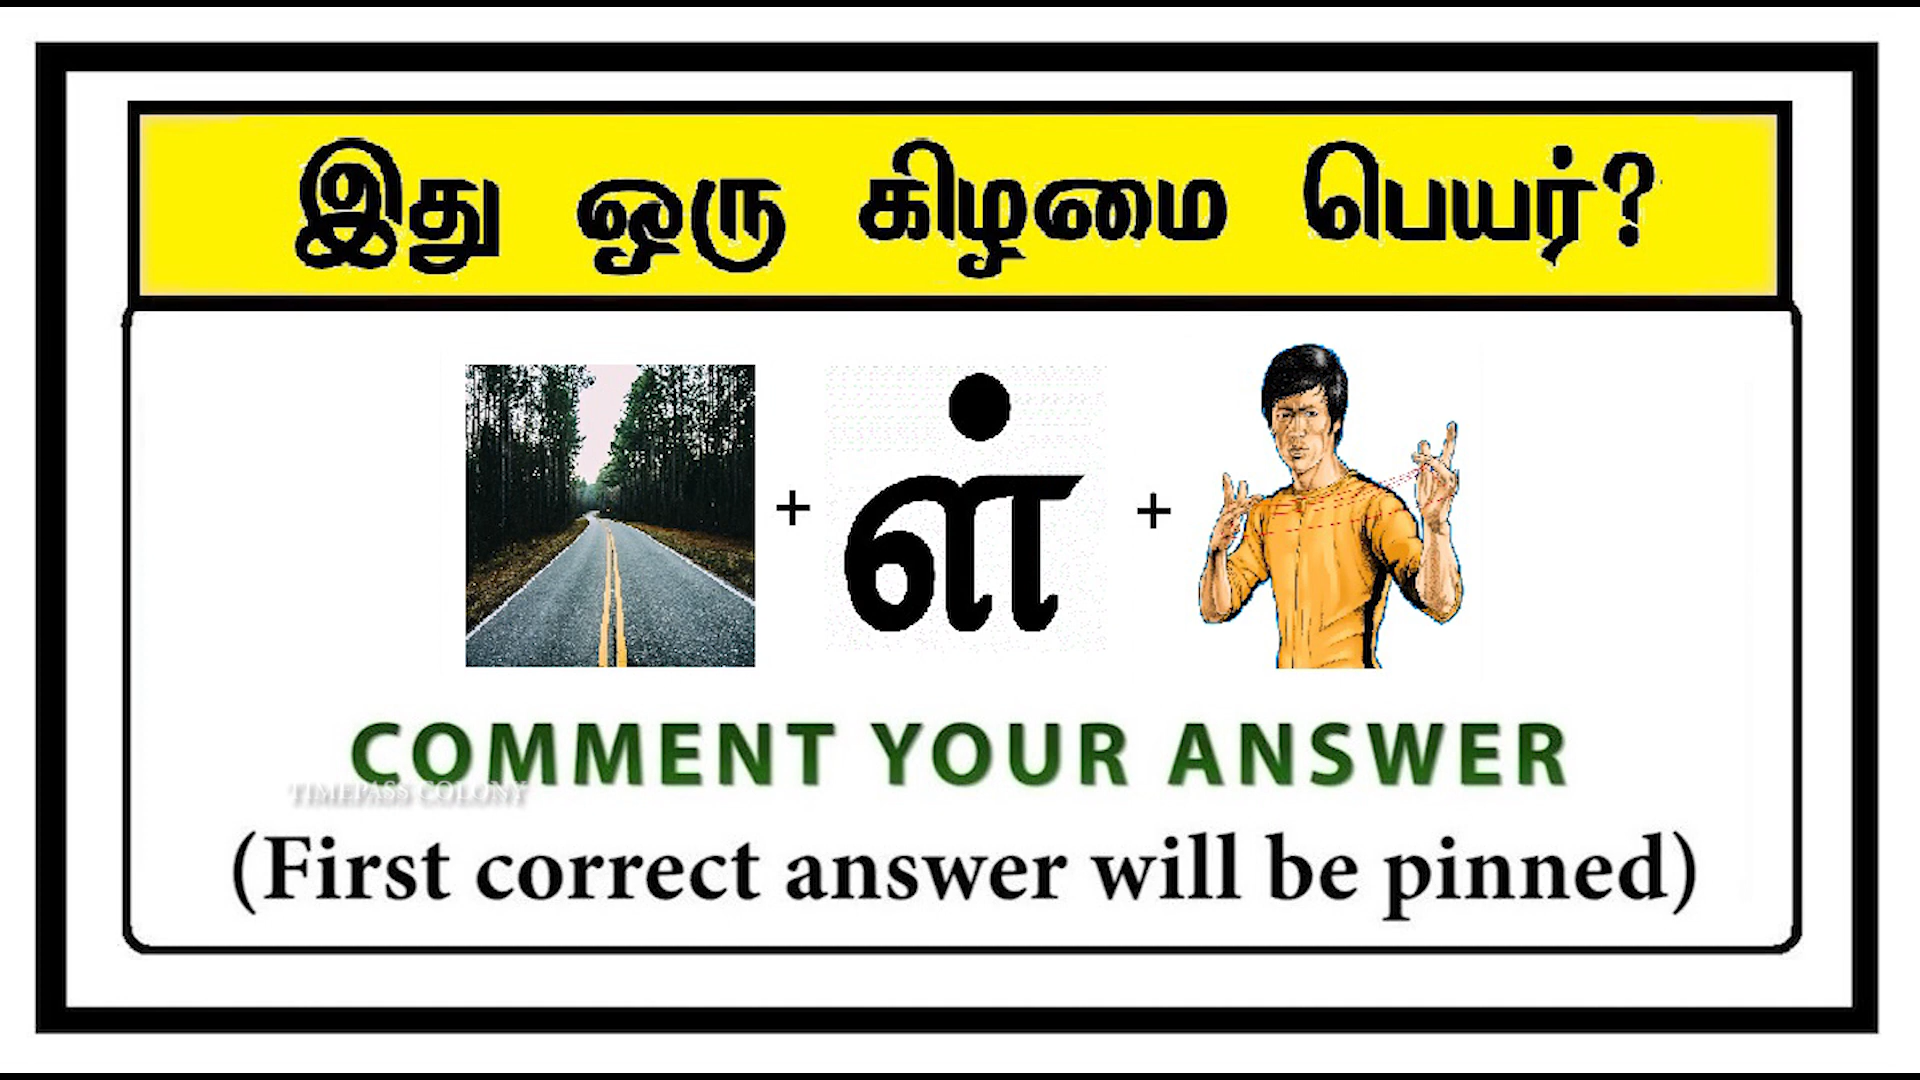 இது ஒரு கிழமை பெயர்?
+ ள் +
COMMENT YOUR ANSWER
TIMEPASS COLONY
(First correct answer will be pinned)